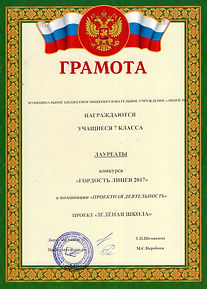 ГРАМОТА
МУНИЦИПАЛЬНОЕ БЮДЖЕТНОЕ ОБЩЕОБРАЗОВАТЕЛЬНОЕ УЧРЕЖДЕНИЕ «ЛИЦЕЙ №
НАГРАЖДАЮТСЯ
УЧАЩИЕСЯ 7 КЛАССА
ЛАУРЕАТЫ
конкурса
«ГОРДОСТЬ ЛИЦЕЯ 2017»
в номинации «ПРОЕКТНАЯ ДЕЯТЕЛЬНОСТЬ»
ПРОЕКТ «ЗЕЛЁНАЯ ШКОЛА»